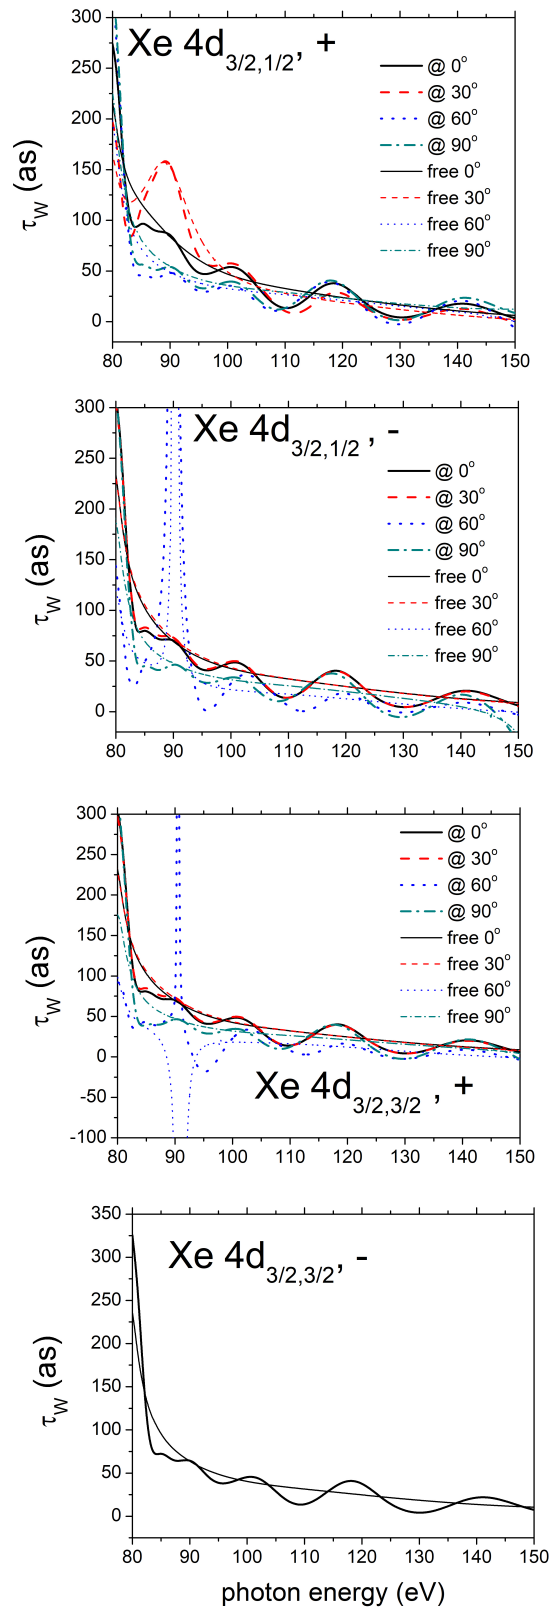 Xe 4d3/2,1/2, +
300
250
200
150
100
50
0
τW (as)
@ 0°
@ 30°
@ 60°
@ 90°
free 0°
free 30°
free 60°
free 90°
80 90 100 110 120 130 140 150
Xe 4d3/2,1/2 , -
300
250
200
150
100
50
0
τW (as)
@ 0°
@ 30°
@ 60°
@ 90°
free 0°
free 30°
free 60°
free 90°
80 90 100 110 120 130 140 150
300
250
200
150
100
50
0
-50
-100
τW (as)
@ 0°
@ 30°
@ 60°
@ 90°
free 0°
free 30°
free 60°
free 90°
Xe 4d3/2,3/2 , +
80 90 100 110 120 130 140 150
Xe 4d3/2,3/2, -
350
300
250
200
150
100
50
0
τW (as)
80 90 100 110 120 130 140 150
photon energy (eV)